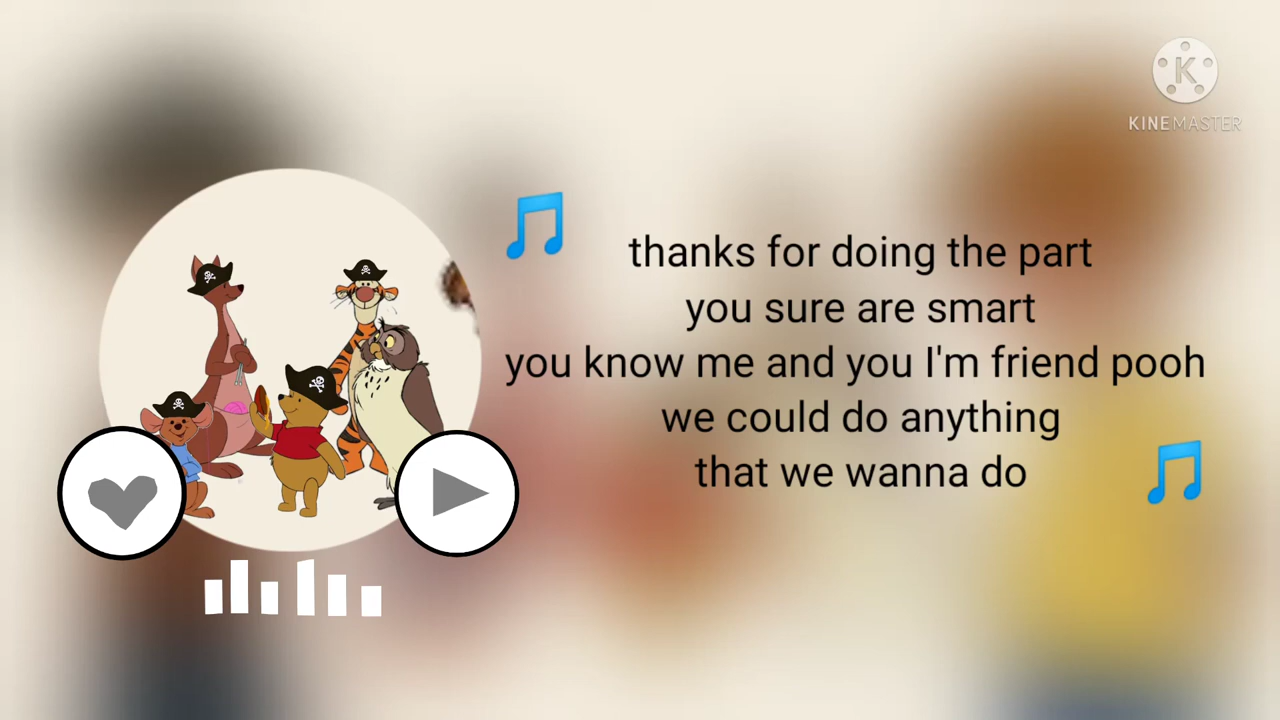 KINEMASTER
thanks for doing the part
you sure are smart
you know me and you I'm friend pooh
we could do anything
that we wanna do